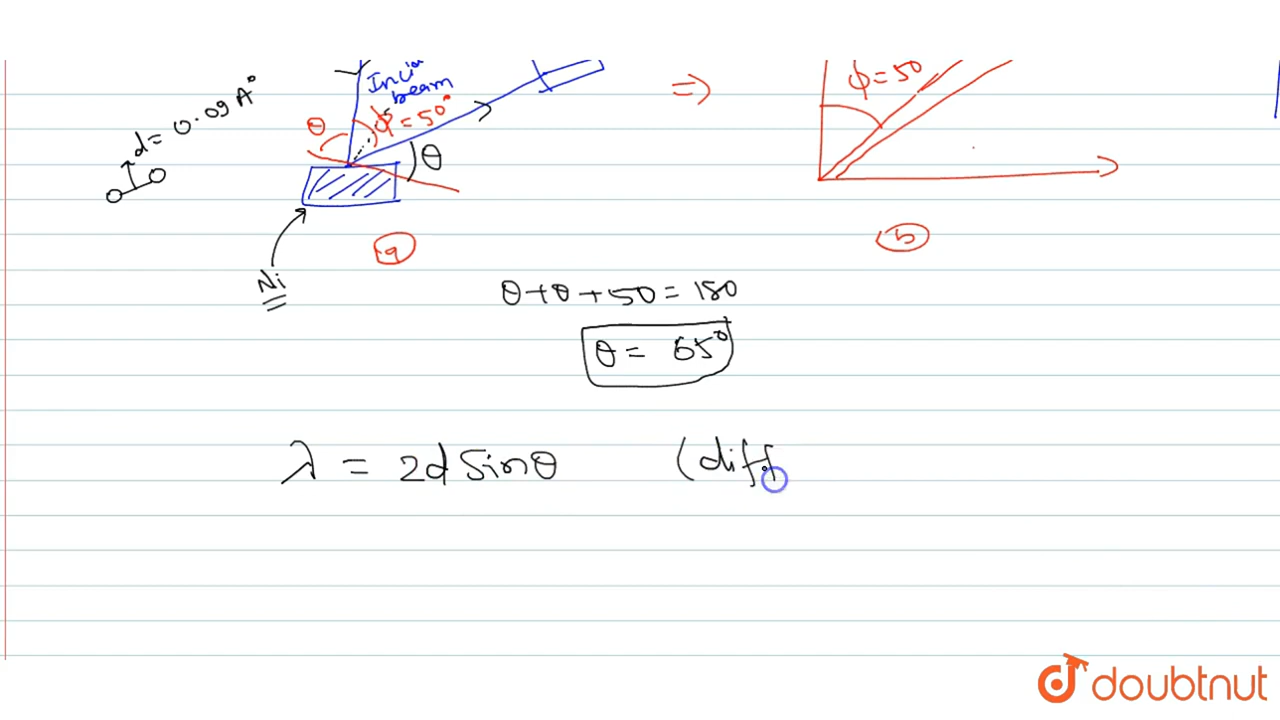 d= 0.09 A°
Inci
beam
θ
ϕ = 50°
θ
Ni
a
⇒
ϕ = 50
b
θ+θ+50=180
θ= 65°
λ = 2d Sinθ (diff
doubtnut